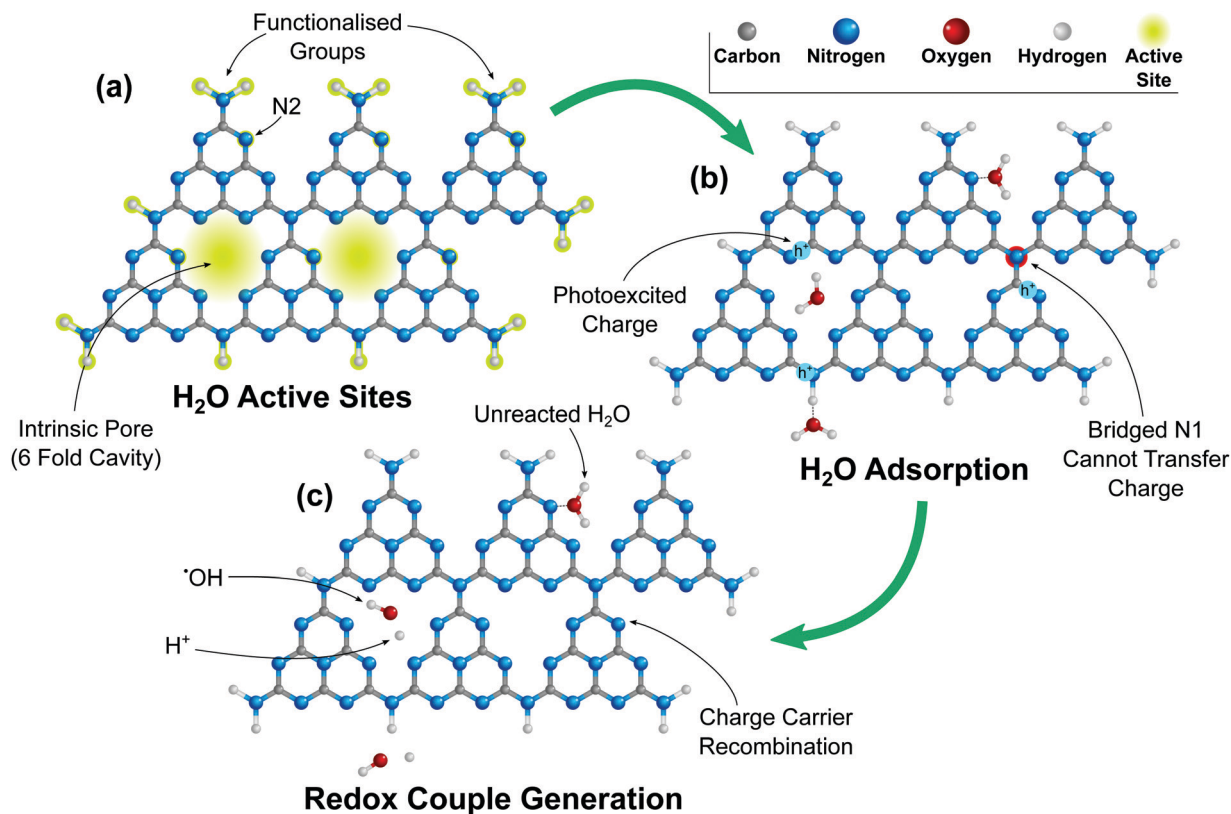 Functionalised
Groups
Carbon
Nitrogen
Oxygen
Hydrogen
Active
Site
(a)
N2
H₂O Active Sites
Intrinsic Pore
(6 Fold Cavity)
(b)
h⁺
Photoexcited
Charge
h⁺
h⁺
Bridged N1
Cannot Transfer
Charge
H₂O Adsorption
Unreacted H₂O
(c)
•OH
H⁺
Charge Carrier
Recombination
Redox Couple Generation